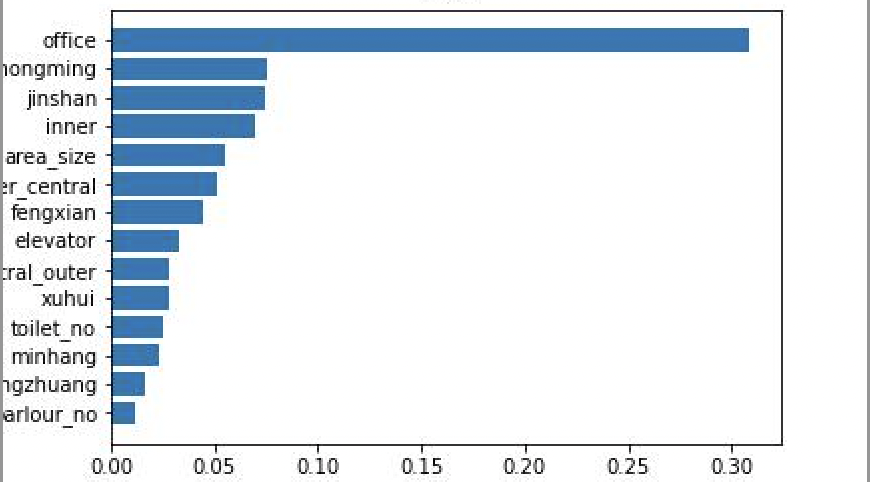 office
hongming
jinshan
inner
area_size
er_central
fengxian
elevator
tral_outer
xuhui
toilet_no
minhang
ngzhuang
arlour_no
0.00 0.05 0.10 0.15 0.20 0.25 0.30